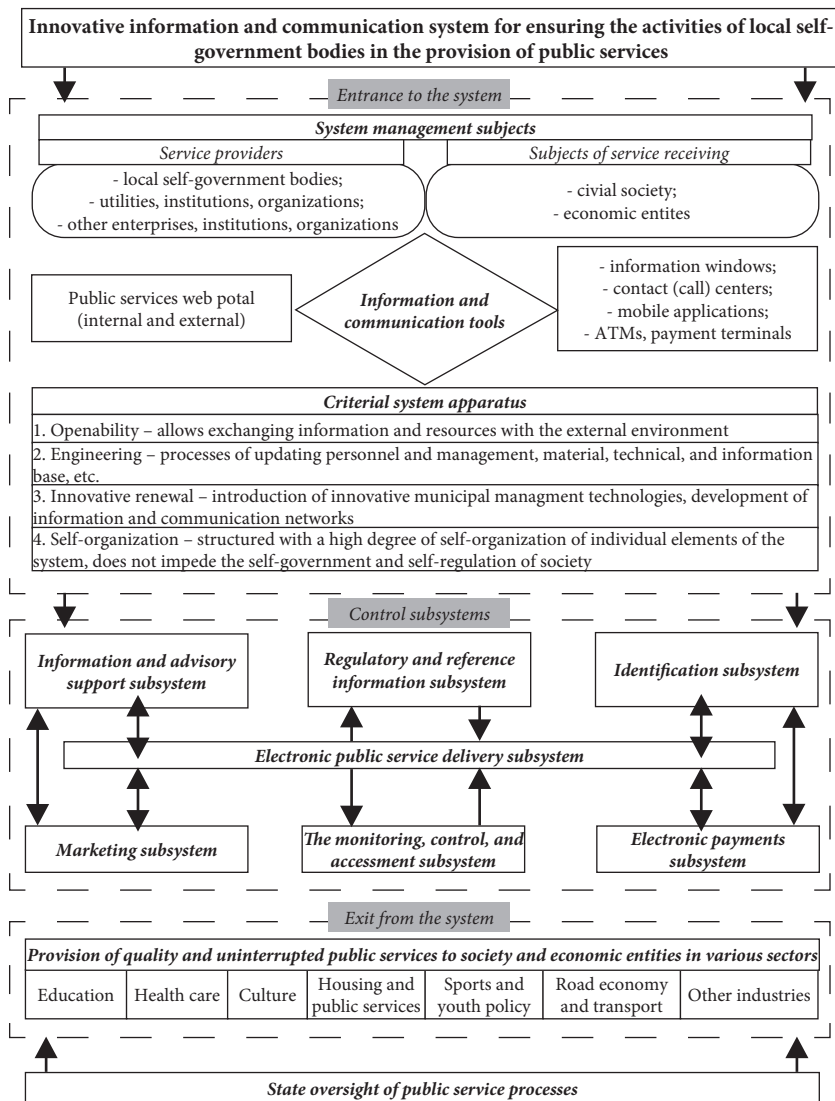 Innovative information and communication system for ensuring the activities of local self-
government bodies in the provision of public services
Entrance to the system
System management subjects
Service providers
Subjects of service receiving
- local self-government bodies;
- utilities, institutions, organizations;
- other enterprises, institutions, organizations
- civial society;
- economic entites
Public services web potal
(internal and external)
Information and
communication tools
- information windows;
- contact (call) centers;
- mobile applications;
- ATMs, payment terminals
Criterial system apparatus
1. Openability – allows exchanging information and resources with the external environment
2. Engineering – processes of updating personnel and management, material, technical, and information
base, etc.
3. Innovative renewal – introduction of innovative municipal managment technologies, development of
information and communication networks
4. Self-organization – structured with a high degree of self-organization of individual elements of the
system, does not impede the self-government and self-regulation of society
Control subsystems
Information and advisory
support subsystem
Regulatory and reference
information subsystem
Identification subsystem
Electronic public service delivery subsystem
Marketing subsystem
The monitoring, control, and
accessment subsystem
Electronic payments
subsystem
Exit from the system
Provision of quality and uninterrupted public services to society and economic entities in various sectors
Education
Health care
Culture
Housing and
public services
Sports and
youth policy
Road economy
and transport
Other industries
State oversight of public service processes